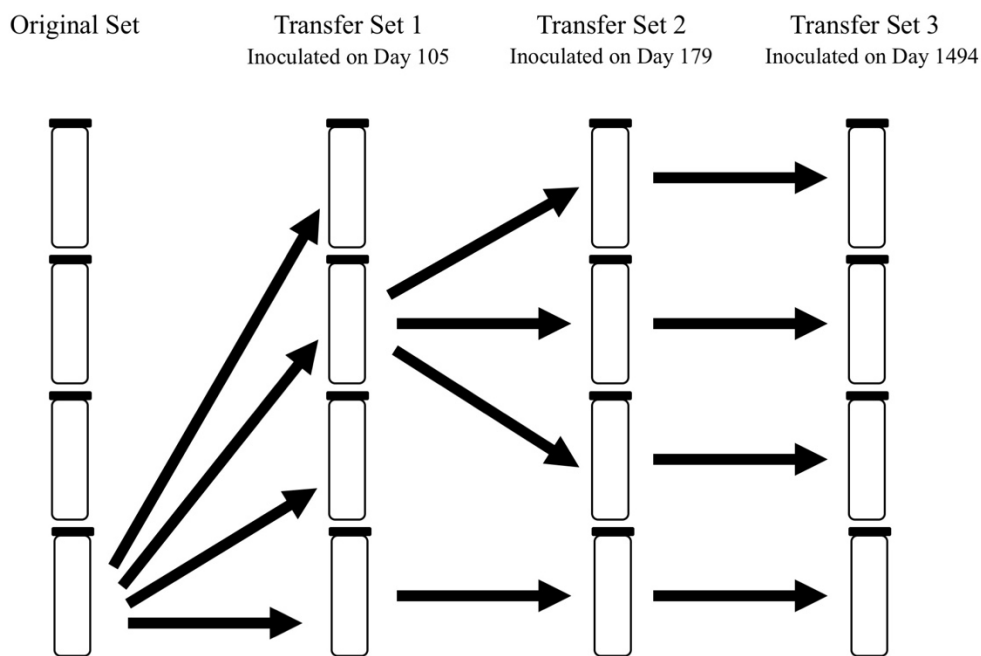 Original Set
Transfer Set 1
Inoculated on Day 105
Transfer Set 2
Inoculated on Day 179
Transfer Set 3
Inoculated on Day 1494